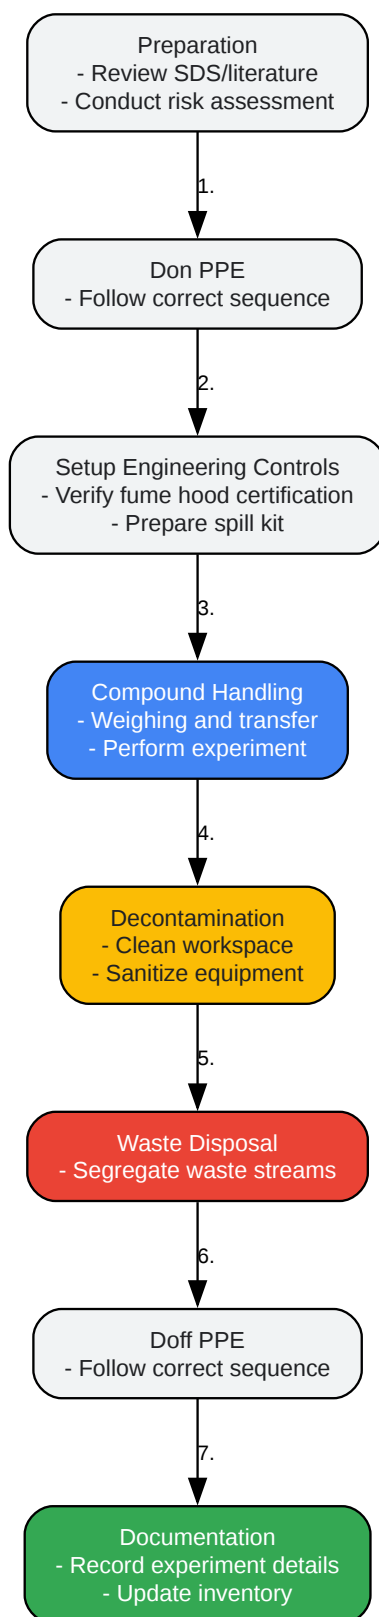 Preparation
- Review SDS/literature
- Conduct risk assessment
1.
Don PPE
- Follow correct sequence
2.
Setup Engineering Controls
- Verify fume hood certification
- Prepare spill kit
3.
Compound Handling
- Weighing and transfer
- Perform experiment
4.
Decontamination
- Clean workspace
- Sanitize equipment
5.
Waste Disposal
- Segregate waste streams
6.
Doff PPE
- Follow correct sequence
7.
Documentation
- Record experiment details
- Update inventory